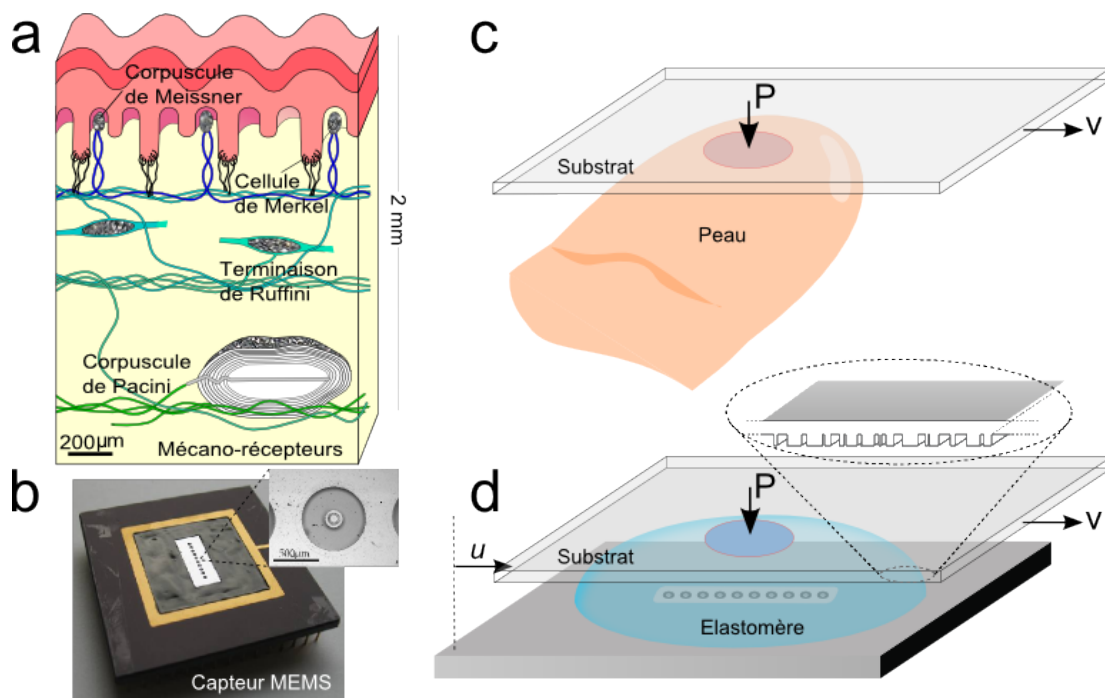 a
Corpuscule
de Meissner
Cellule
de Merkel
2 mm
Terminaison
de Ruffini
Corpuscule
de Pacini
200µm
Mécano-récepteurs
b
500µm
Capteur MEMS
c
P
V
Substrat
Peau
d
P
V
u
Substrat
Elastomère